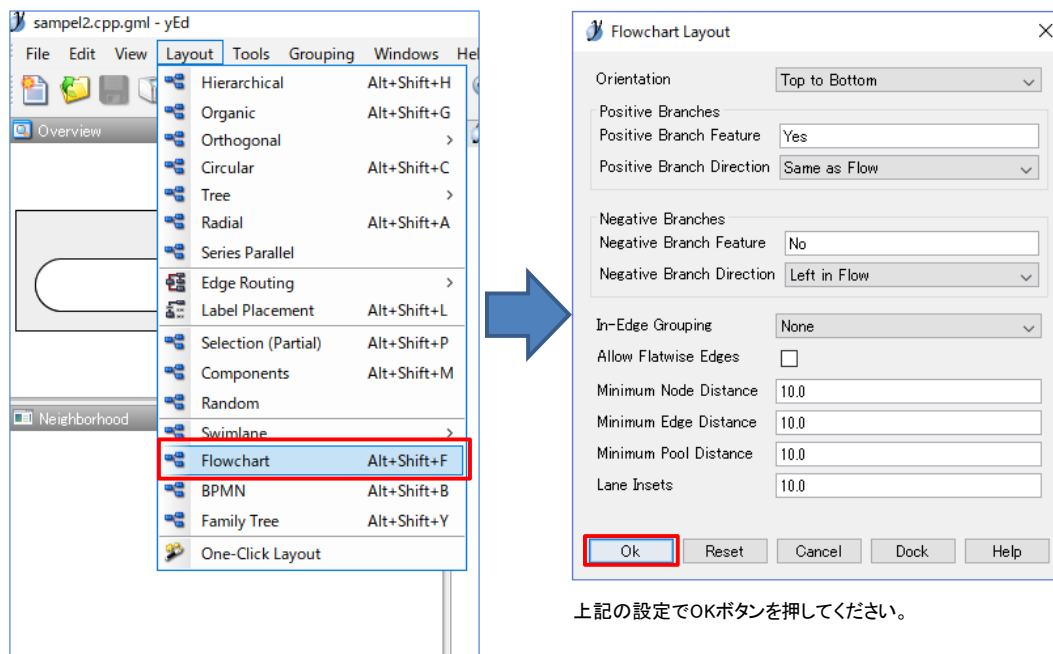 sampel2.cpp.gml - yEd
File Edit View Layout Tools Grouping Windows Hel
Overview
Neighborhood
Hierarchical Alt+Shift+H
Organic Alt+Shift+G
Orthogonal >
Circular Alt+Shift+C
Tree >
Radial Alt+Shift+A
Series Parallel
Edge Routing >
Label Placement Alt+Shift+L
Selection (Partial) Alt+Shift+P
Components Alt+Shift+M
Random
Swimlane >
Flowchart Alt+Shift+F
BPMN Alt+Shift+B
Family Tree Alt+Shift+Y
One-Click Layout
Flowchart Layout
Orientation Top to Bottom
Positive Branches
Positive Branch Feature Yes
Positive Branch Direction Same as Flow
Negative Branches
Negative Branch Feature No
Negative Branch Direction Left in Flow
In-Edge Grouping None
Allow Flatwise Edges
Minimum Node Distance 10.0
Minimum Edge Distance 10.0
Minimum Pool Distance 10.0
Lane Insets 10.0
Ok Reset Cancel Dock Help
上記の設定でOKボタンを押してください。